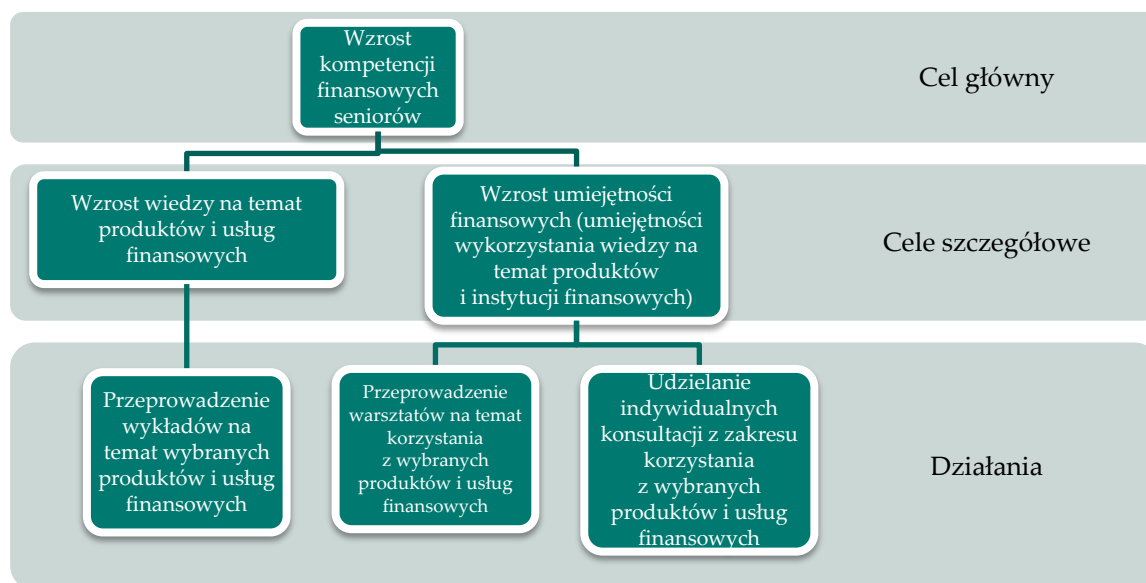 Wzrost
kompetencji
finansowych
seniorów
Cel główny
Wzrost wiedzy na temat
produktów i usług
finansowych
Wzrost umiejętności
finansowych (umiejętności
wykorzystania wiedzy na
temat produktów
i instytucji finansowych)
Cele szczegółowe
Przeprowadzenie
wykładów na
temat wybranych
produktów i usług
finansowych
Przeprowadzenie
warsztatów na temat
korzystania
z wybranych
produktów i usług
finansowych
Udzielanie
indywidualnych
konsultacji z zakresu
korzystania
z wybranych
produktów i usług
finansowych
Działania